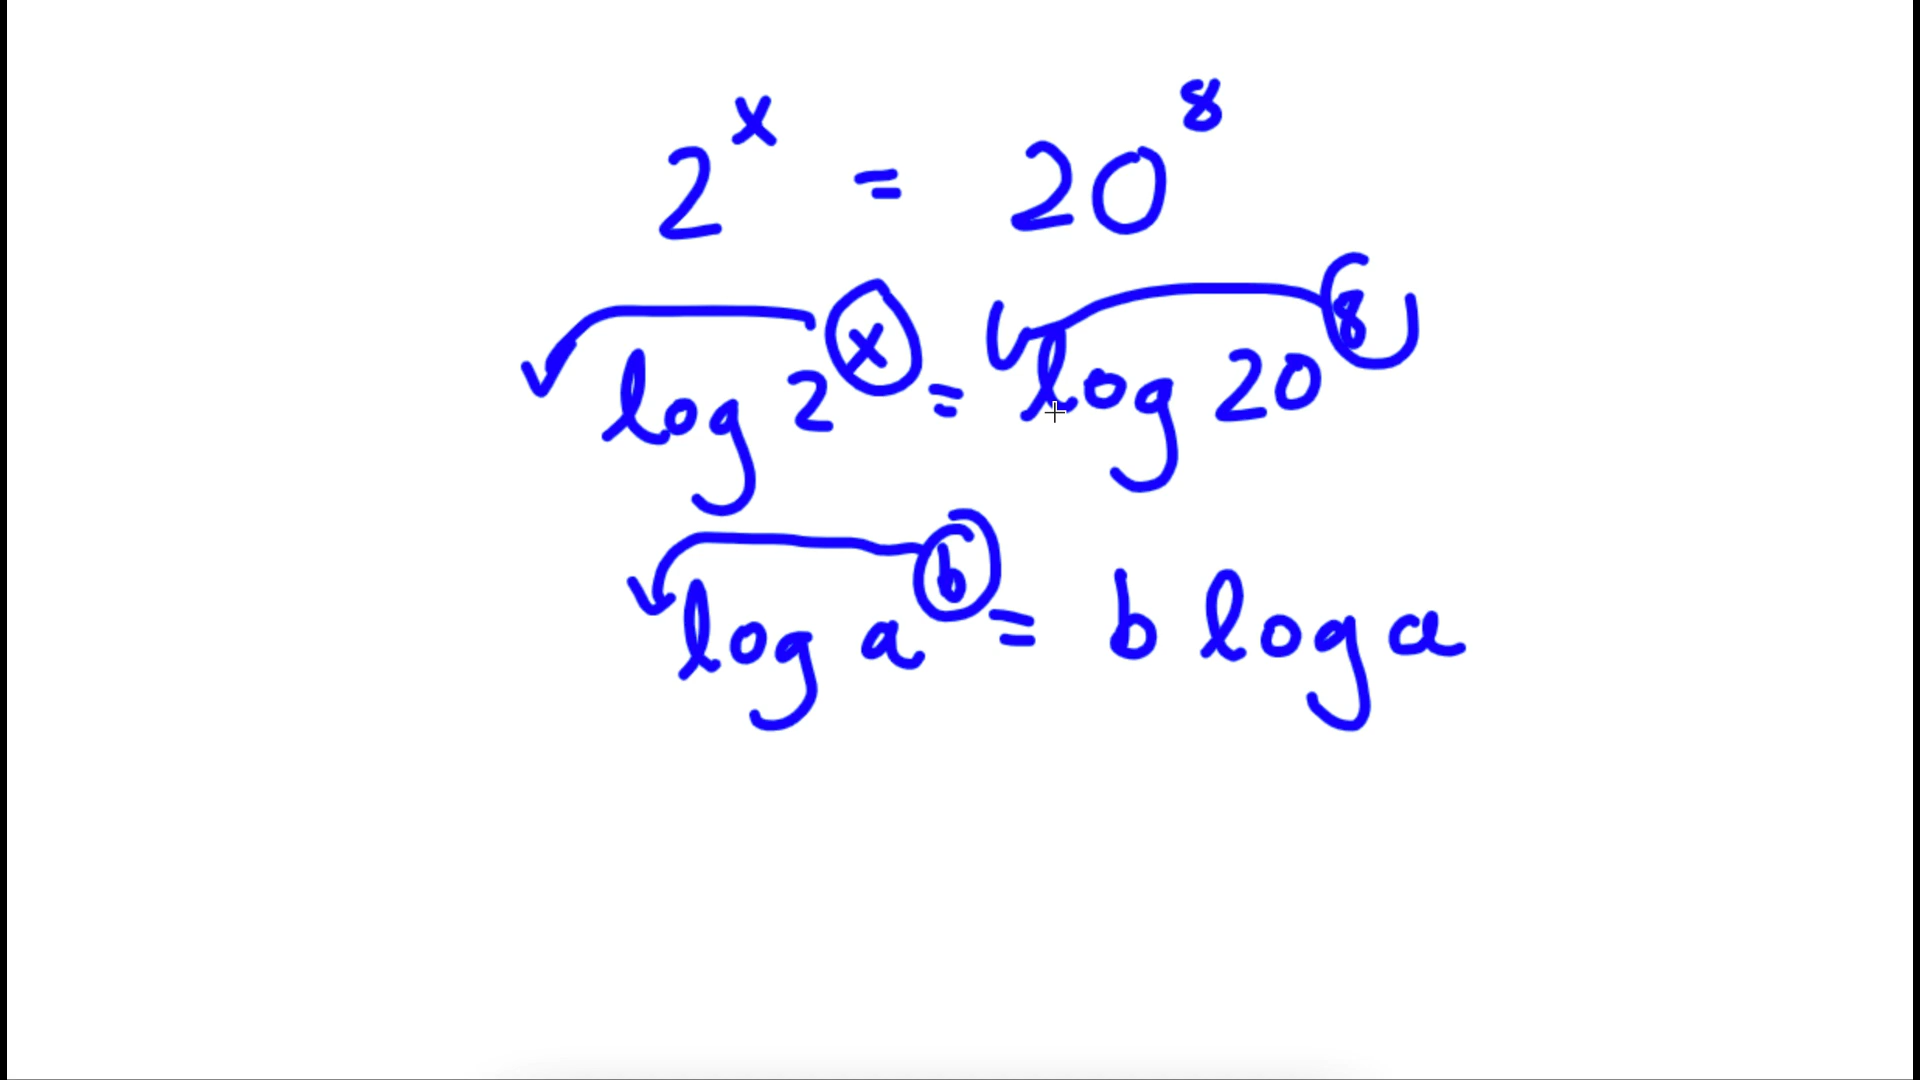 2^x = 20^8
log 2^x = log 20^8
log a^b = b log a